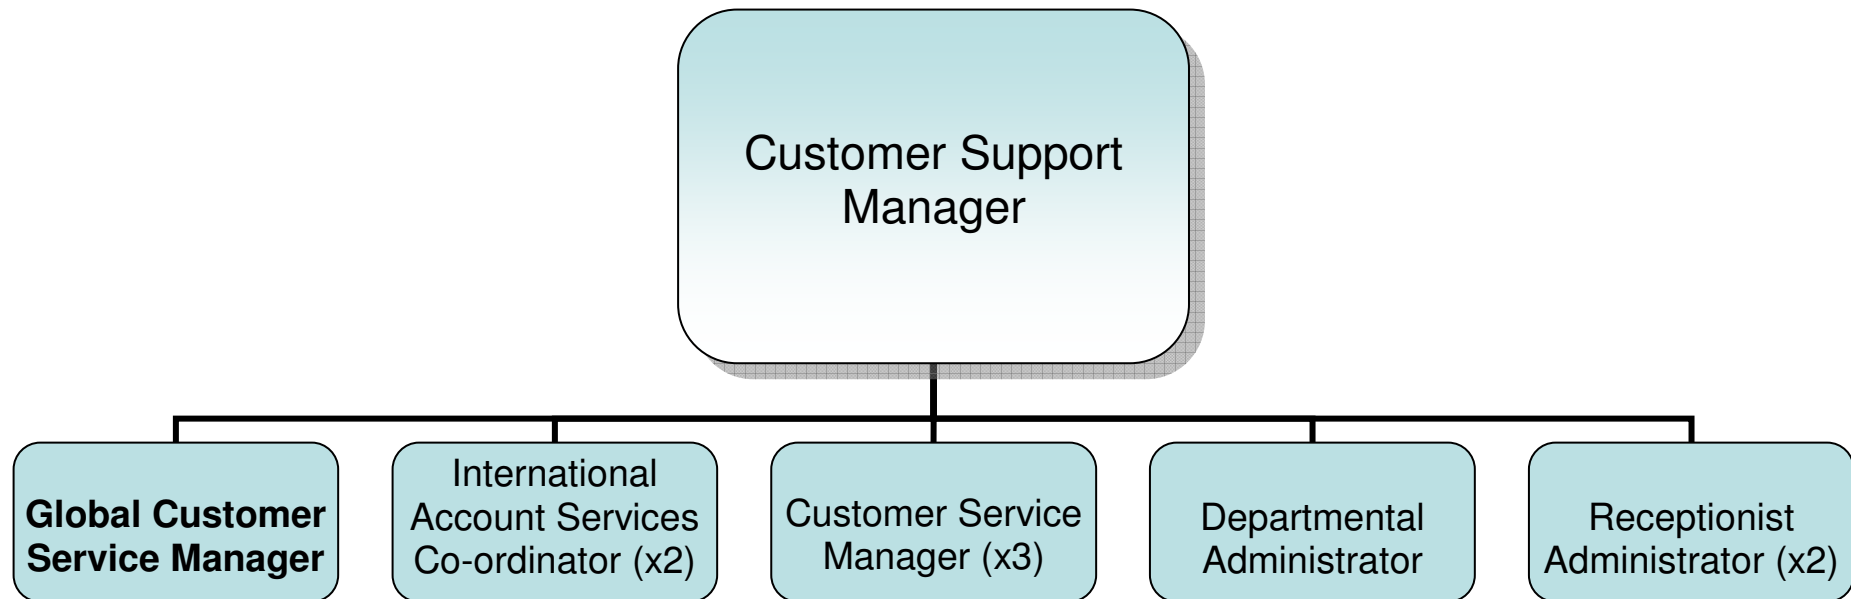 Customer Support
Manager
Global Customer
Service Manager
International
Account Services
Co-ordinator (x2)
Customer Service
Manager (x3)
Departmental
Administrator
Receptionist
Administrator (x2)